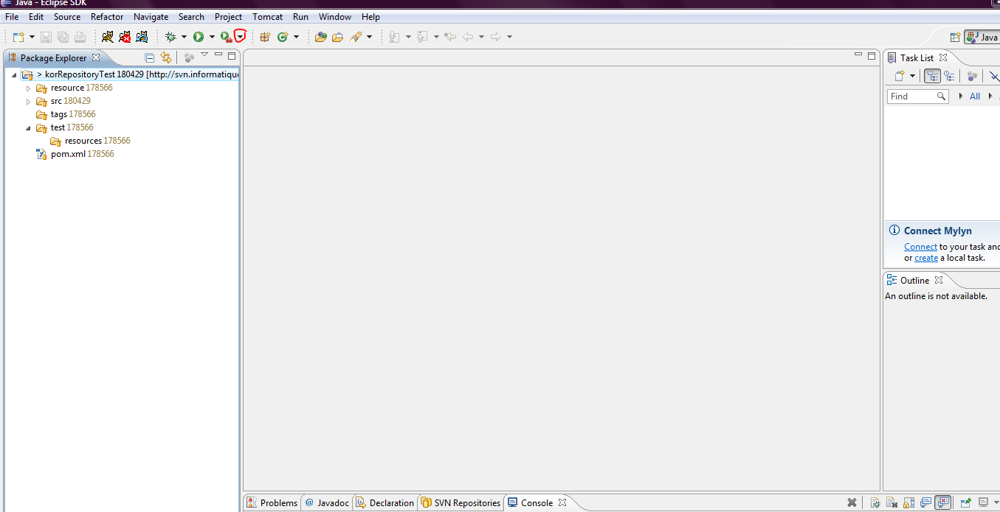 Java - Eclipse SDK
File Edit Source Refactor Navigate Search Project Tomcat Run Window Help
Java
Package Explorer
> korRepositoryTest 180429 [http://svn.informatique
resource 178566
src 180429
tags 178566
test 178566
resources 178566
pom.xml 178566
Task List
Find All
Connect Mylyn
Connect to your task and
or create a local task.
Outline
An outline is not available.
Problems @ Javadoc Declaration SVN Repositories Console